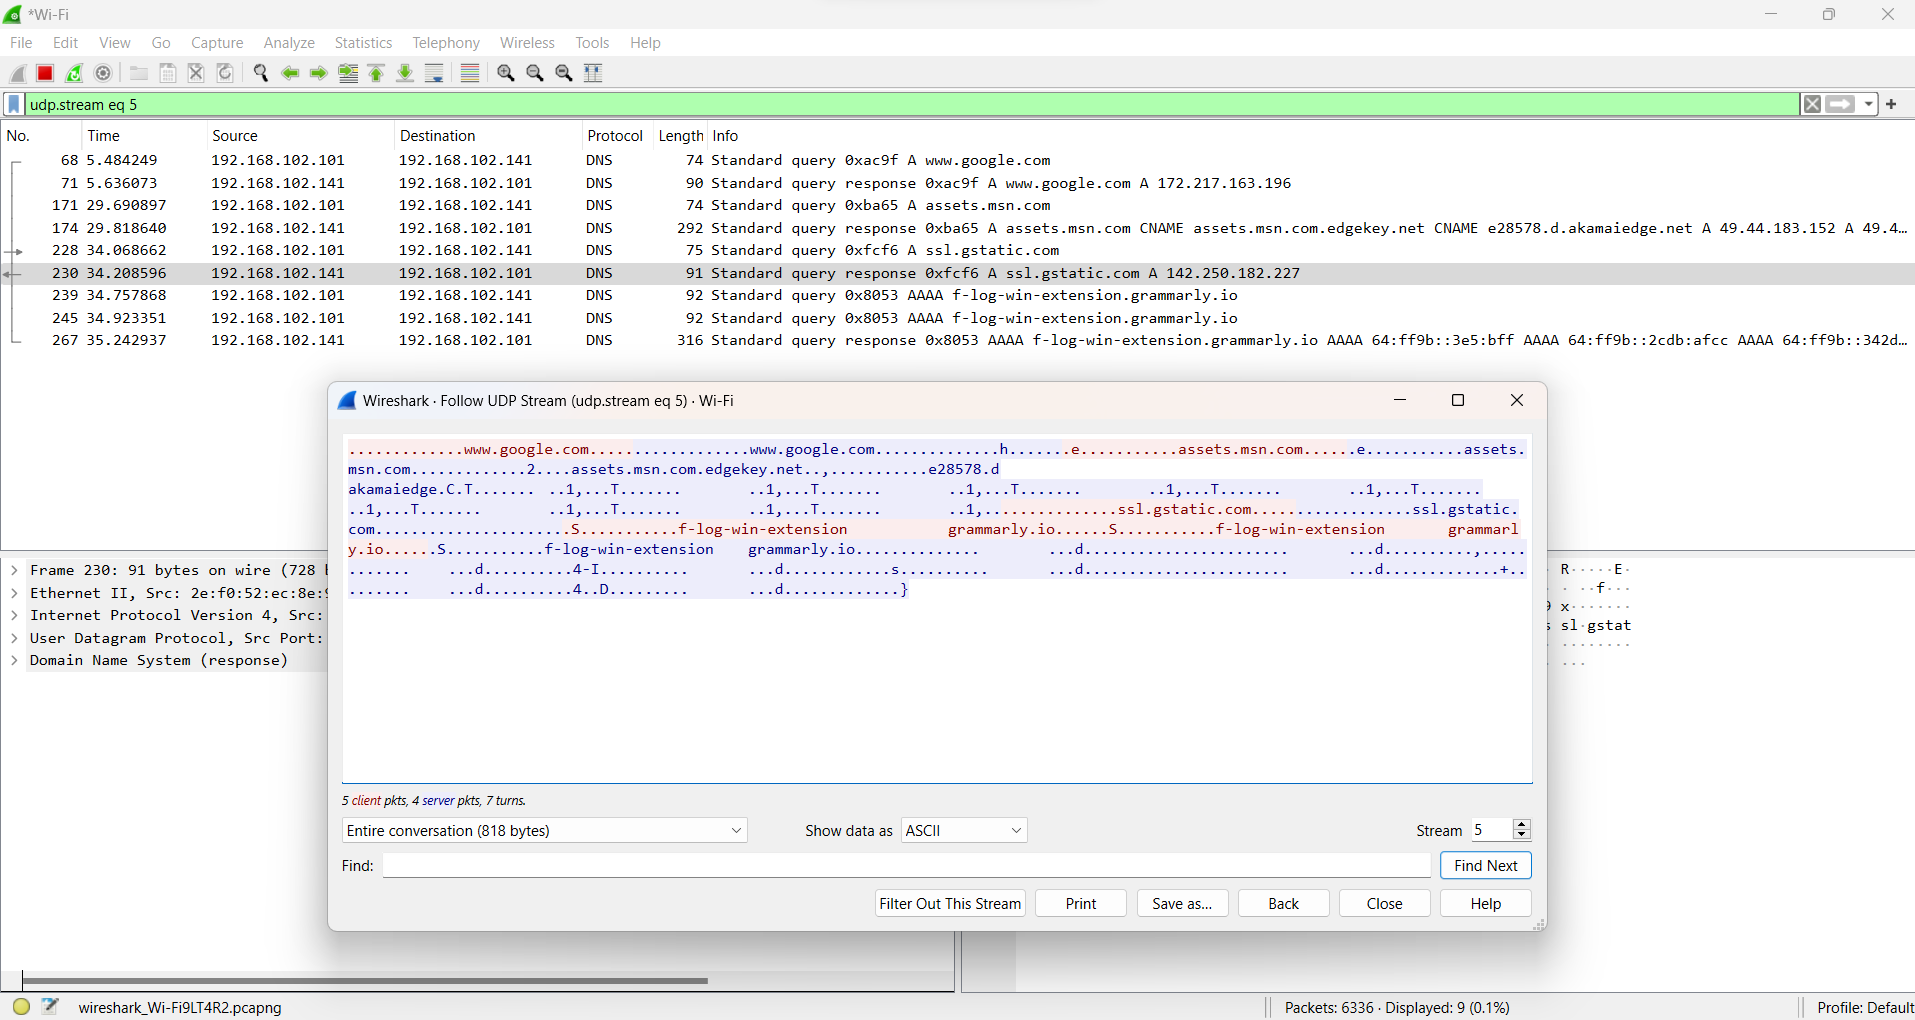 *Wi-Fi
File Edit View Go Capture Analyze Statistics Telephony Wireless Tools Help
udp.stream eq 5
No. Time Source Destination Protocol Length Info
68 5.484249 192.168.102.101 192.168.102.141 DNS 74 Standard query 0xac9f A www.google.com
71 5.636073 192.168.102.141 192.168.102.101 DNS 90 Standard query response 0xac9f A www.google.com A 172.217.163.196
171 29.690897 192.168.102.101 192.168.102.141 DNS 74 Standard query 0xba65 A assets.msn.com
174 29.818640 192.168.102.141 192.168.102.101 DNS 292 Standard query response 0xba65 A assets.msn.com CNAME assets.msn.com.edgekey.net CNAME e28578.d.akamaiedge.net A 49.44.183.152 A 49.4…
228 34.068662 192.168.102.101 192.168.102.141 DNS 75 Standard query 0xfcf6 A ssl.gstatic.com
230 34.208596 192.168.102.141 192.168.102.101 DNS 91 Standard query response 0xfcf6 A ssl.gstatic.com A 142.250.182.227
239 34.757868 192.168.102.101 192.168.102.141 DNS 92 Standard query 0x8053 AAAA f-log-win-extension.grammarly.io
245 34.923351 192.168.102.101 192.168.102.141 DNS 92 Standard query 0x8053 AAAA f-log-win-extension.grammarly.io
267 35.242937 192.168.102.141 192.168.102.101 DNS 316 Standard query response 0x8053 AAAA f-log-win-extension.grammarly.io AAAA 64:ff9b::3e5:bff AAAA 64:ff9b::2cdb:afcc AAAA 64:ff9b::342d…
Wireshark · Follow UDP Stream (udp.stream eq 5) · Wi-Fi
.............www.google.com..................www.google.com..............h.......e...........assets.msn.com......e...........assets.
msn.com.............2....assets.msn.com.edgekey.net..,...........e28578.d
akamaiedge.C.T....... ..1,...T....... ..1,...T....... ..1,...T....... ..1,...T....... ..1,...T.......
..1,...T....... ..1,...T....... ..1,...T....... ..1,...............ssl.gstatic.com..................ssl.gstatic.
com......................S...........f-log-win-extension grammarly.io......S...........f-log-win-extension grammarl
y.io......S...........f-log-win-extension grammarly.io.............. ...d....................... ...d..........,.....
....... ...d..........4-I.......... ...d............s.......... ...d....................... ...d.............+..
....... ...d..........4..D......... ...d.............}
Frame 230: 91 bytes on wire (728
Ethernet II, Src: 2e:f0:52:ec:8e:
Internet Protocol Version 4, Src:
User Datagram Protocol, Src Port:
Domain Name System (response)
R·····E·
··f···
x·······
sl·gstat
········
···
5 client pkts, 4 server pkts, 7 turns.
Entire conversation (818 bytes) Show data as ASCII Stream 5
Find: Find Next
Filter Out This Stream Print Save as… Back Close Help
wireshark_Wi-Fi9LT4R2.pcapng Packets: 6336 · Displayed: 9 (0.1%) Profile: Default